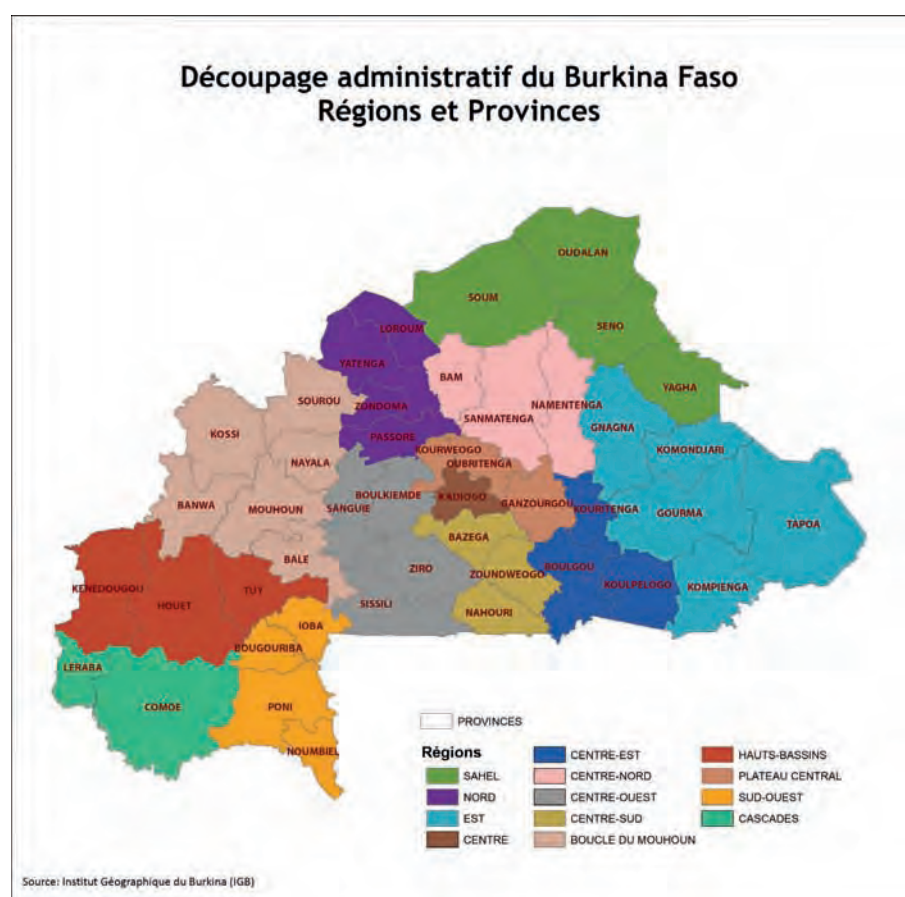 Découpage administratif du Burkina Faso
Régions et Provinces
OUDALAN
SOUM
SENO
LOROUM
YATENGA
BAM
YAGHA
SOUROU
ZONDOMA
NAMENTENGA
SANMATENGA
GNAGNA
KOSSI
PASSORE
KOURWEOGO
KOMONDJARI
NAYALA
OUBRITENGA
BOULKIEMDE
KADIOGO
GANZOURGOU
BANWA
MOUHOUN
SANGUIE
KOURITENGA
GOURMA
TAPOA
BAZEGA
BALE
ZIRO
ZOUNDWEOGO
BOULGOU
KENEDOUGOU
TUY
KOULPELOGO
KOMPIENGA
HOUET
SISSILI
NAHOURI
IOBA
BOUGOURIBA
LERABA
COMOE
PONI
NOUMBIEL
PROVINCES
Régions
SAHEL
NORD
EST
CENTRE
CENTRE-EST
CENTRE-NORD
CENTRE-OUEST
CENTRE-SUD
BOUCLE DU MOUHOUN
HAUTS-BASSINS
PLATEAU CENTRAL
SUD-OUEST
CASCADES
Source: Institut Géographique du Burkina (IGB)